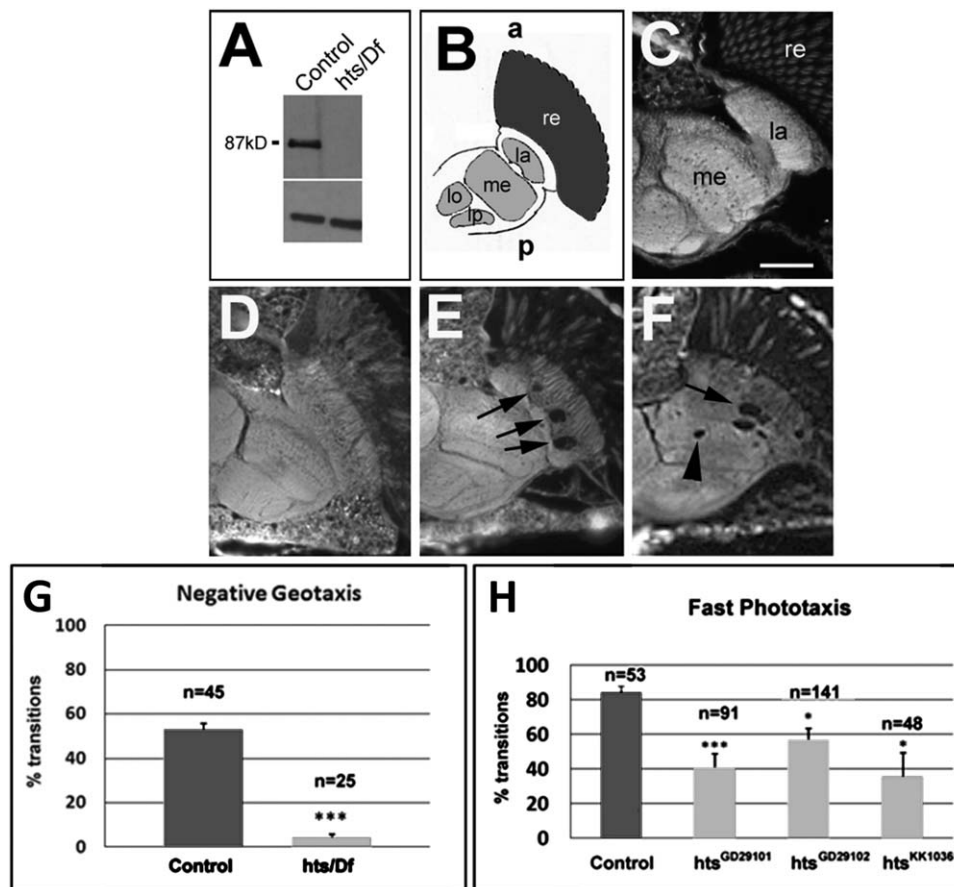 A
Control
hts/Df
87kD
B
a
re
la
me
lo
lp
p
C
re
la
me
D
E
F
G
Negative Geotaxis
% transitions
100
80
60
40
20
0
n=45
n=25
***
Control
hts/Df
H
Fast Phototaxis
% transitions
100
80
60
40
20
0
n=53
n=91
***
n=141
*
n=48
*
Control
hts^GD29101
hts^GD29102
hts^KK1036